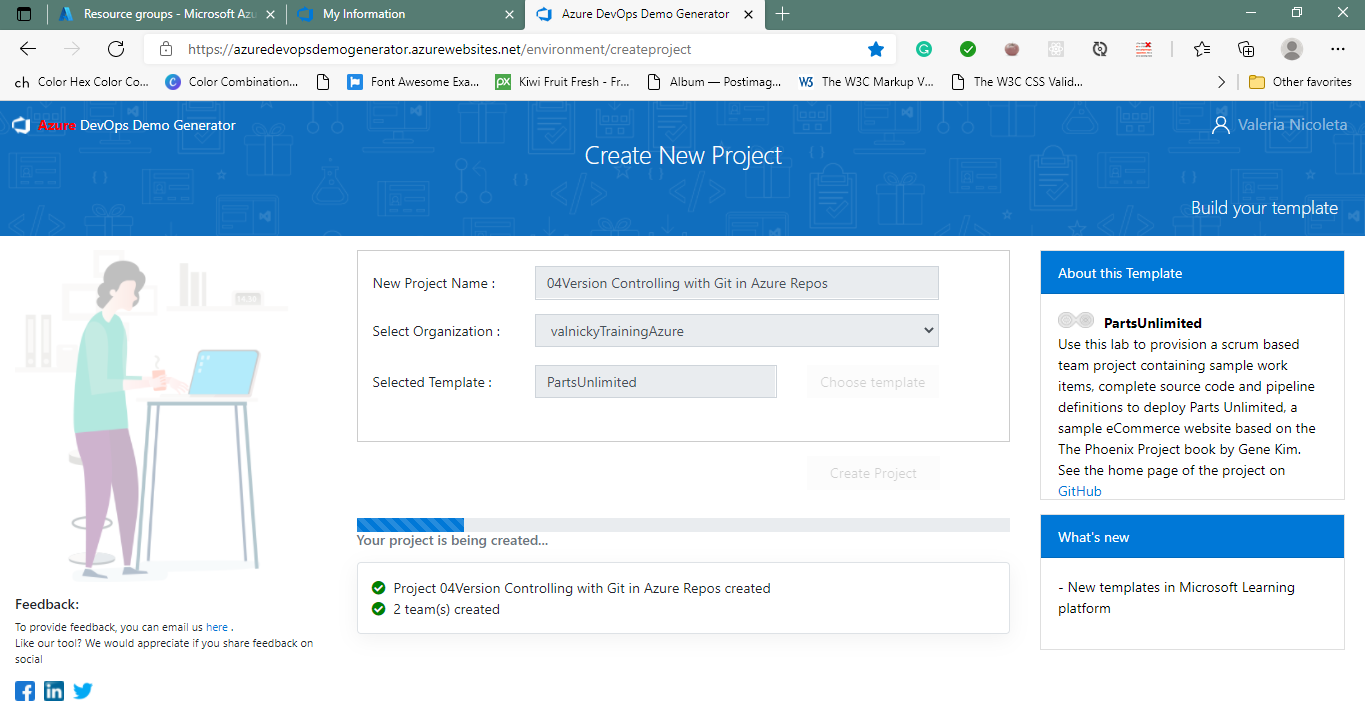 Resource groups - Microsoft Azu
My Information
Azure DevOps Demo Generator
https://azuredevopsdemogenerator.azurewebsites.net/environment/createproject
ch Color Hex Color Co...
C Color Combination...
Font Awesome Exa...
px Kiwi Fruit Fresh - Fr...
Album — Postimag...
W3 The W3C Markup V...
The W3C CSS Valid...
Other favorites
Azure DevOps Demo Generator
Valeria Nicoleta
Create New Project
Build your template
New Project Name :
04Version Controlling with Git in Azure Repos
Select Organization :
valnickyTrainingAzure
Selected Template :
PartsUnlimited
Choose template
Create Project
Your project is being created...
Project 04Version Controlling with Git in Azure Repos created
2 team(s) created
About this Template
PartsUnlimited
Use this lab to provision a scrum based
team project containing sample work
items, complete source code and pipeline
definitions to deploy Parts Unlimited, a
sample eCommerce website based on the
The Phoenix Project book by Gene Kim.
See the home page of the project on
GitHub
What's new
- New templates in Microsoft Learning
platform
Feedback:
To provide feedback, you can email us here .
Like our tool? We would appreciate if you share feedback on
social